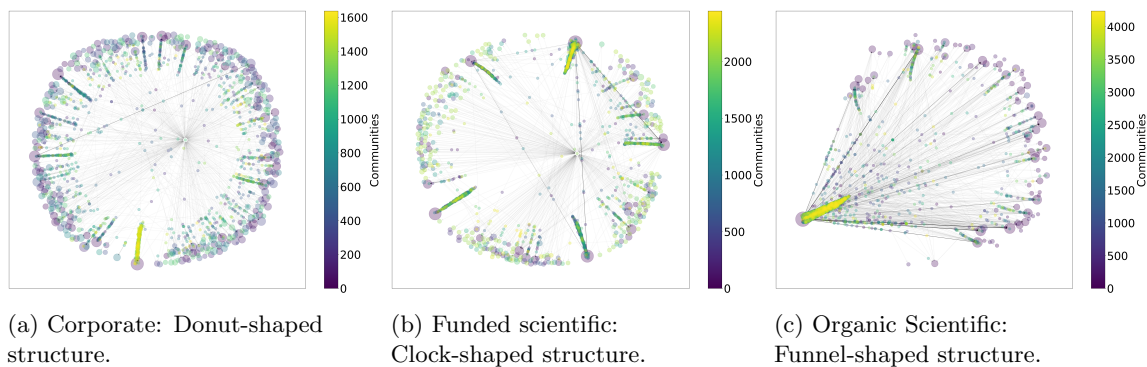 1600
1400
1200
1000
800
600
400
200
0
Communities
2000
1500
1000
500
0
Communities
4000
3500
3000
2500
2000
1500
1000
500
0
Communities
(a) Corporate: Donut-shaped
structure.
(b) Funded scientific:
Clock-shaped structure.
(c) Organic Scientific:
Funnel-shaped structure.